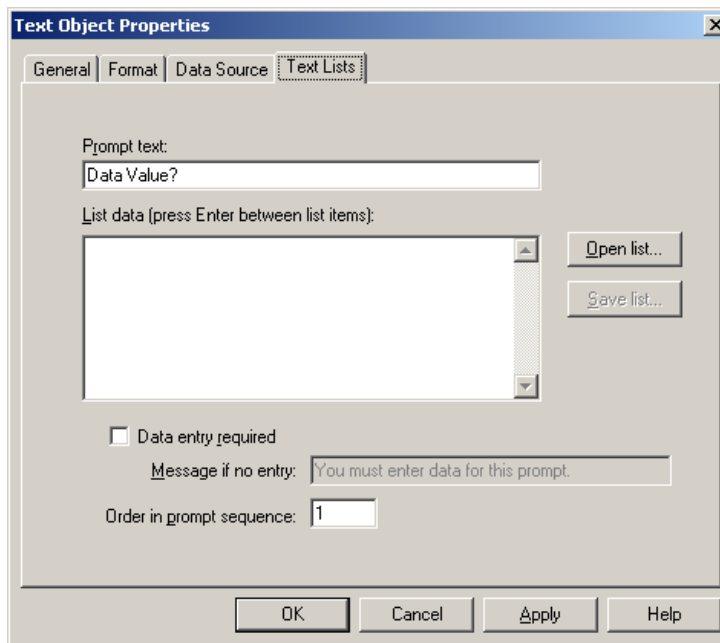 Text Object Properties
General Format Data Source Text Lists
Prompt text:
Data Value?
List data (press Enter between list items):
Open list...
Save list...
Data entry required
Message if no entry: You must enter data for this prompt.
Order in prompt sequence: 1
OK Cancel Apply Help